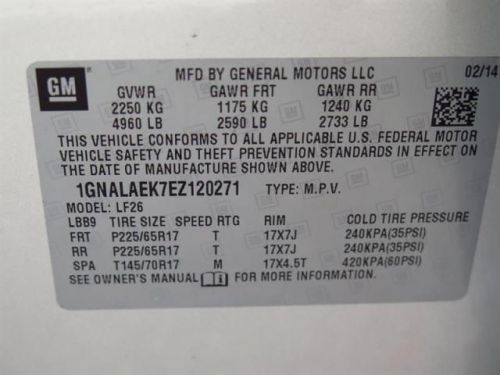 GM
MFD BY GENERAL MOTORS LLC 02/14
GVWR GAWR FRT GAWR RR
2250 KG 1175 KG 1240 KG
4960 LB 2590 LB 2733 LB
THIS VEHICLE CONFORMS TO ALL APPLICABLE U.S. FEDERAL MOTOR
VEHICLE SAFETY AND THEFT PREVENTION STANDARDS IN EFFECT ON
THE DATE OF MANUFACTURE SHOWN ABOVE.
1GNALAEK7EZ120271 TYPE: M.P.V.
MODEL: LF26
LBB9 TIRE SIZE SPEED RTG RIM COLD TIRE PRESSURE
FRT P225/65R17 T 17X7J 240KPA(35PSI)
RR P225/65R17 T 17X7J 240KPA(35PSI)
SPA T145/70R17 M 17X4.5T 420KPA(60PSI)
SEE OWNER'S MANUAL FOR MORE INFORMATION.